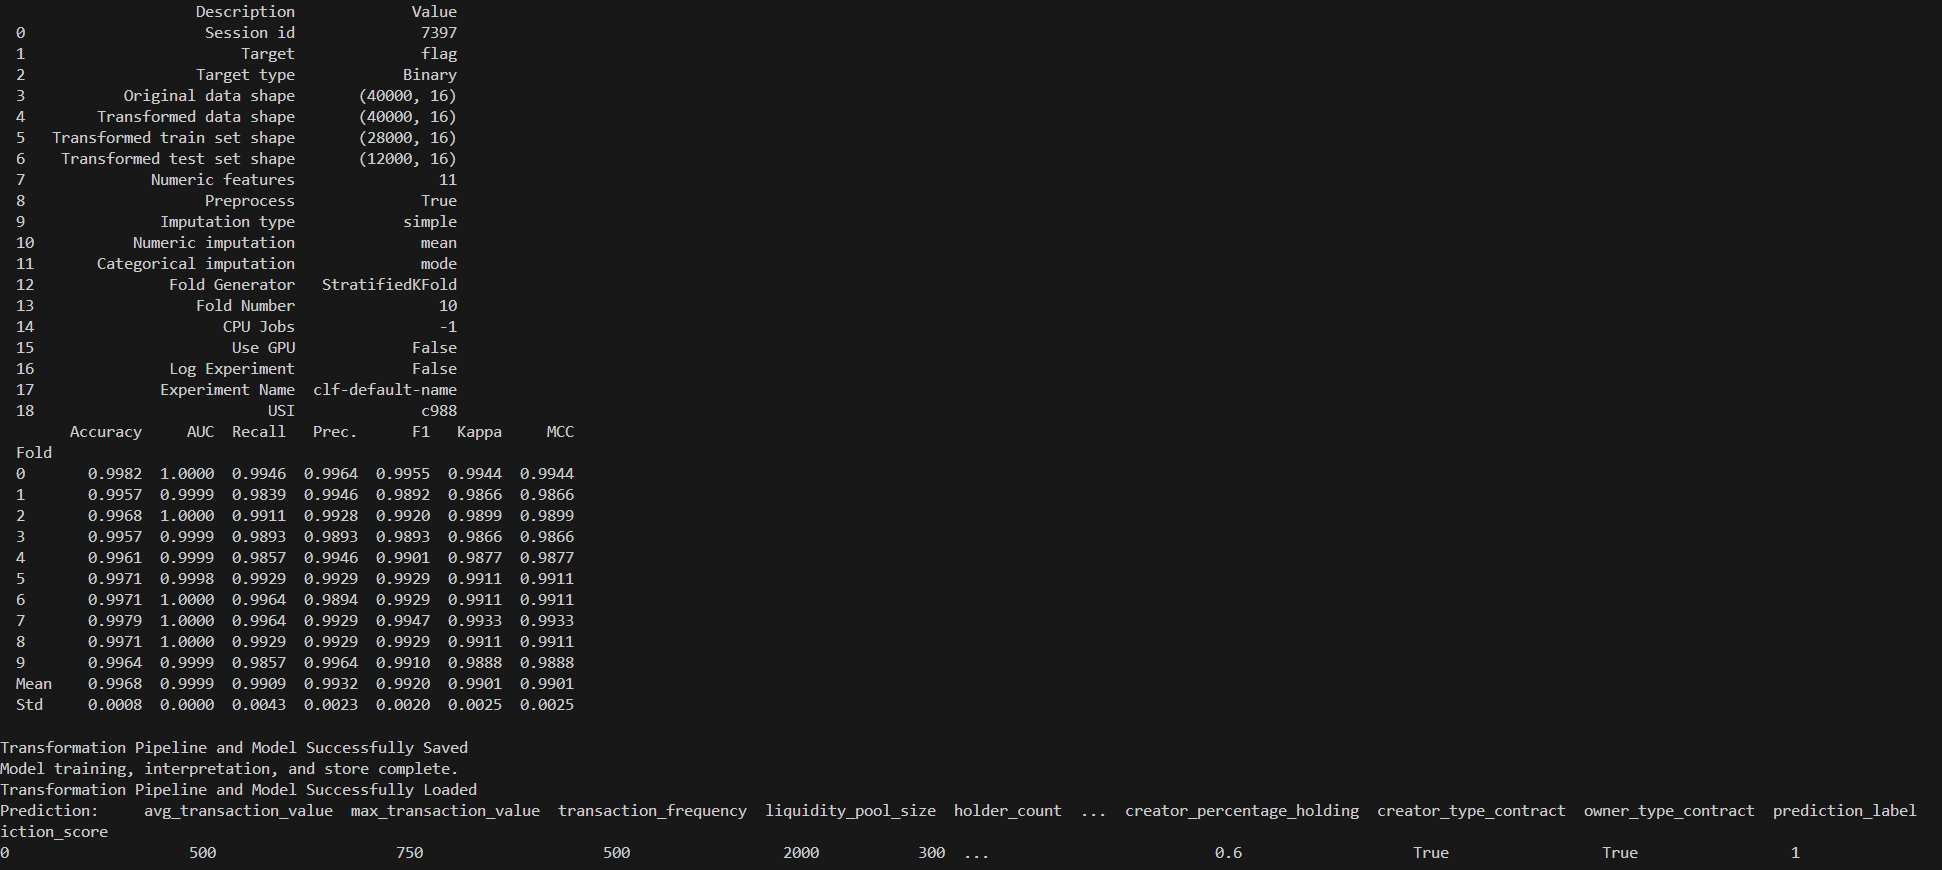 Description Value
0 Session id 7397
1 Target flag
2 Target type Binary
3 Original data shape (40000, 16)
4 Transformed data shape (40000, 16)
5 Transformed train set shape (28000, 16)
6 Transformed test set shape (12000, 16)
7 Numeric features 11
8 Preprocess True
9 Imputation type simple
10 Numeric imputation mean
11 Categorical imputation mode
12 Fold Generator StratifiedKFold
13 Fold Number 10
14 CPU Jobs -1
15 Use GPU False
16 Log Experiment False
17 Experiment Name clf-default-name
18 USI c988
Accuracy AUC Recall Prec. F1 Kappa MCC
Fold
0 0.9982 1.0000 0.9946 0.9964 0.9955 0.9944 0.9944
1 0.9957 0.9999 0.9839 0.9946 0.9892 0.9866 0.9866
2 0.9968 1.0000 0.9911 0.9928 0.9920 0.9899 0.9899
3 0.9957 0.9999 0.9893 0.9893 0.9893 0.9866 0.9866
4 0.9961 0.9999 0.9857 0.9946 0.9901 0.9877 0.9877
5 0.9971 0.9998 0.9929 0.9929 0.9929 0.9911 0.9911
6 0.9971 1.0000 0.9964 0.9894 0.9929 0.9911 0.9911
7 0.9979 1.0000 0.9964 0.9929 0.9947 0.9933 0.9933
8 0.9971 1.0000 0.9929 0.9929 0.9929 0.9911 0.9911
9 0.9964 0.9999 0.9857 0.9964 0.9910 0.9888 0.9888
Mean 0.9968 0.9999 0.9909 0.9932 0.9920 0.9901 0.9901
Std 0.0008 0.0000 0.0043 0.0023 0.0020 0.0025 0.0025
Transformation Pipeline and Model Successfully Saved
Model training, interpretation, and store complete.
Transformation Pipeline and Model Successfully Loaded
Prediction: avg_transaction_value max_transaction_value transaction_frequency liquidity_pool_size holder_count ... creator_percentage_holding creator_type_contract owner_type_contract prediction_label
iction_score
0 500 750 500 2000 300 ... 0.6 True True 1